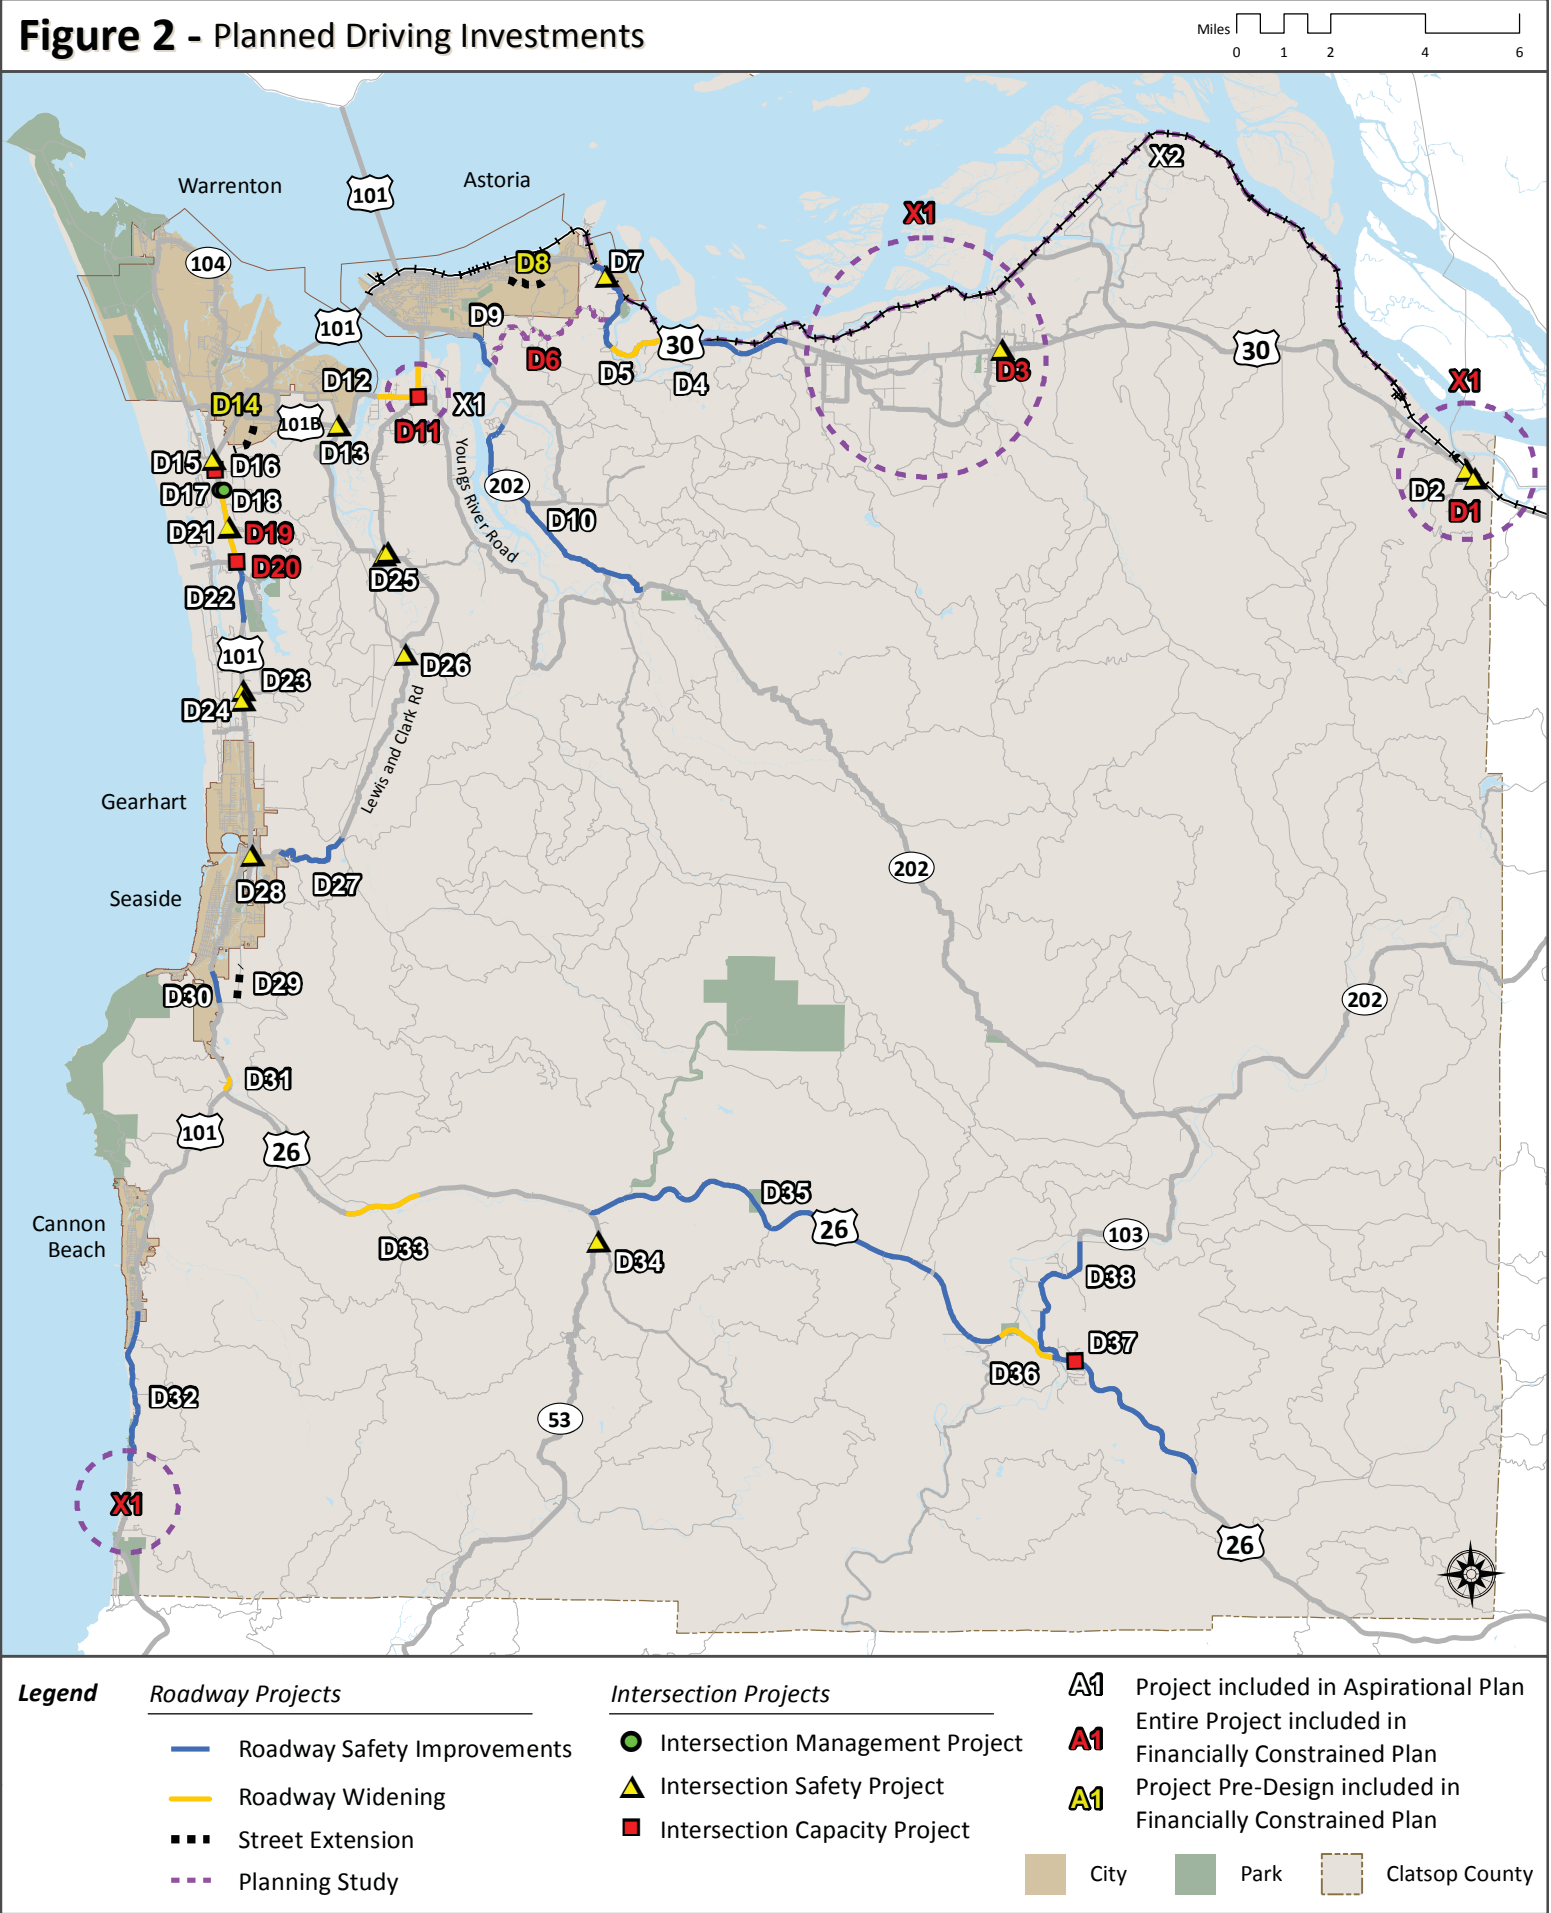 Figure 2 - Planned Driving Investments
Miles
0 1 2 4 6
Warrenton
Astoria
101
X2
X1
104
D8
D7
101
D9
30
D6
D5
D4
D3
30
X1
D12
D14
101B
X1
D11
D13
D15
D16
D17
D18
Youngs River Road
202
D2
D1
D21
D19
D10
D20
D25
D22
101
D26
D23
D24
Lewis and Clark Rd
Gearhart
202
D28
D27
Seaside
D29
D30
202
D31
101
26
D35
Cannon
Beach
26
103
D33
D34
D38
D37
D36
D32
53
X1
26
Legend
Roadway Projects
Roadway Safety Improvements
Roadway Widening
Street Extension
Planning Study
Intersection Projects
Intersection Management Project
Intersection Safety Project
Intersection Capacity Project
A1 Project included in Aspirational Plan
A1 Entire Project included in
Financially Constrained Plan
A1 Project Pre-Design included in
Financially Constrained Plan
City
Park
Clatsop County